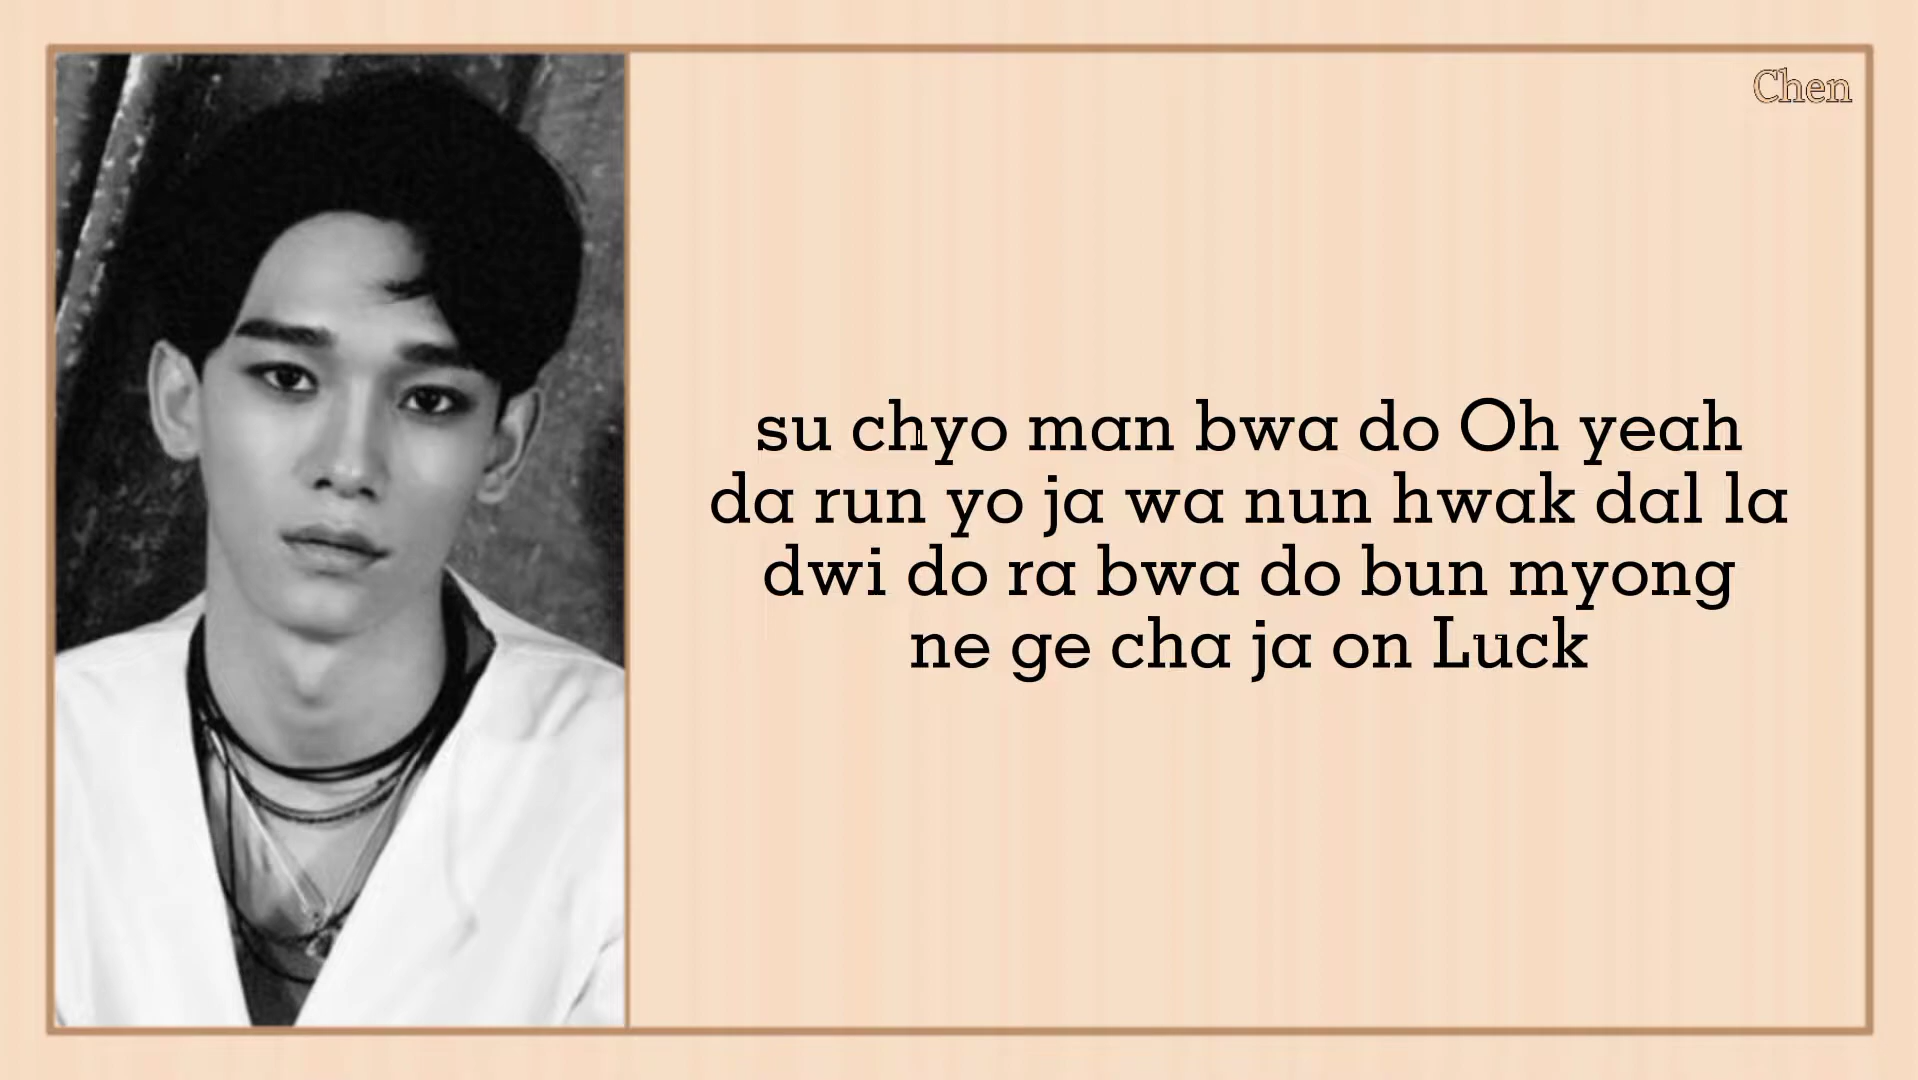 Chen
su chyo man bwa do Oh yeah
da run yo ja wa nun hwak dal la
dwi do ra bwa do bun myong
ne ge cha ja on Luck